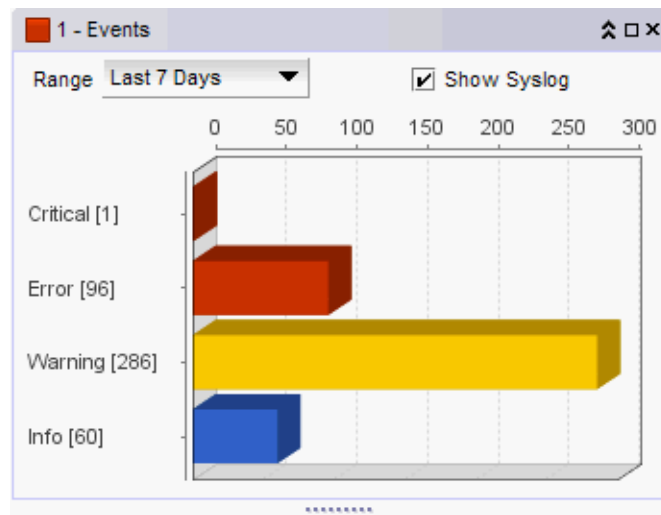 1 - Events
Range Last 7 Days Show Syslog
0 50 100 150 200 250 300
Critical [1]
Error [96]
Warning [286]
Info [60]